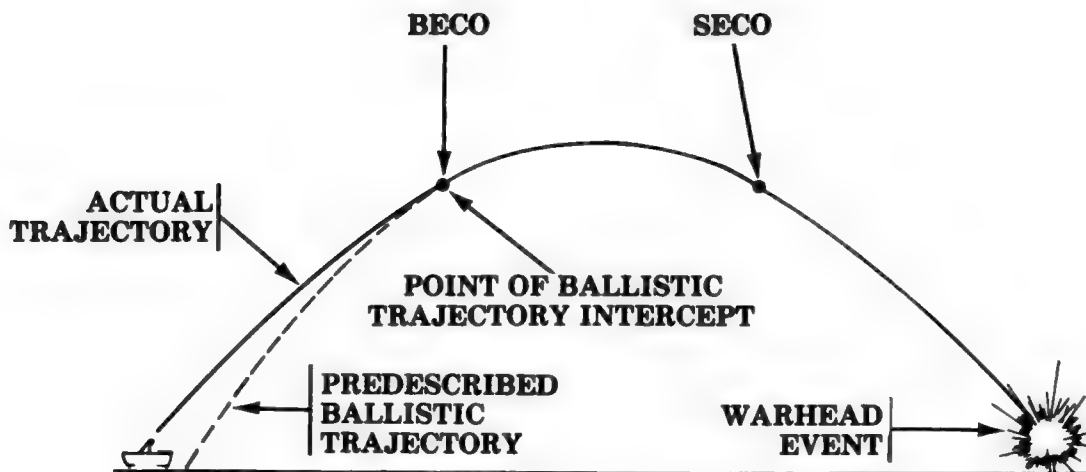 BECO
SECO
ACTUAL
TRAJECTORY
POINT OF BALLISTIC
TRAJECTORY INTERCEPT
PREDESCRIBED
BALLISTIC
TRAJECTORY
WARHEAD
EVENT